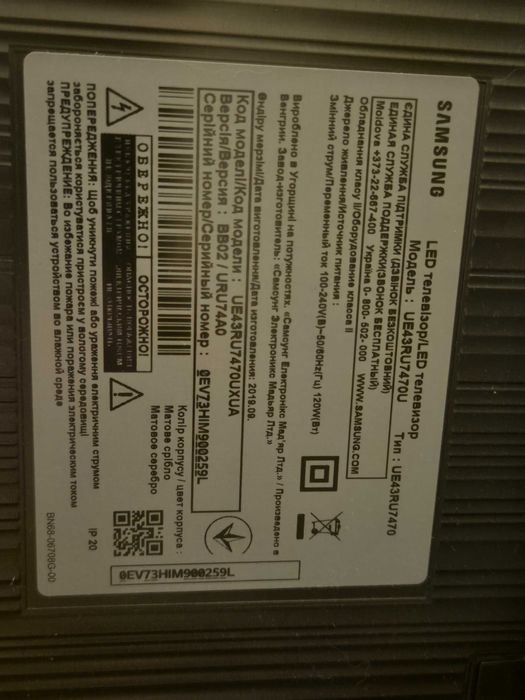 SAMSUNG
LED телевізор/LED телевизор
Модель : UE43RU7470U Тип : UE43RU7470
ЄДИНА СЛУЖБА ПІДТРИМКИ (ДЗВІНОК БЕЗКОШТОВНИЙ)
ЕДИНАЯ СЛУЖБА ПОДДЕРЖКИ(ЗВОНОК БЕСПЛАТНЫЙ)
Moldova +373-22-667-400 Україна 0-800-502-000 WWW.SAMSUNG.COM
Обладнання класу II/Оборудование класса II
Джерело живлення/Источник питания :
Змінний струм/Переменный ток 100-240V(В)~50/60Hz(Гц) 120W(Вт)
Вироблено в Угорщині на потужностях. «Самсунг Електронікс Мад'яр Лтд.» / Произведено в
Венгрии. Завод-изготовитель: «Самсунг Электроникс Мадьяр Лтд.»
Өндіру мерзімі/Дата виготовлення/Дата изготовления: 2019.09.
Код моделі/Код модели : UE43RU7470UXUA
Версія/Версия : BB02 / URU74A0
Серійний номер/Серийный номер : 0EV73HIM900259L
0EV73HIM900259L
Колір корпусу / цвет корпуса :
Матове срібло
Матовое серебро
ОБЕРЕЖНО! ОСТОРОЖНО!
ПОПЕРЕДЖЕННЯ: Щоб уникнути пожежі або ураження електричним струмом
забороняється користуватися пристроєм у вологому середовищі
ПРЕДУПРЕЖДЕНИЕ: Во избежание пожара или поражения электрическим током
запрещается пользоваться устройством во влажной среде
IP 20
BN68-06708G-00